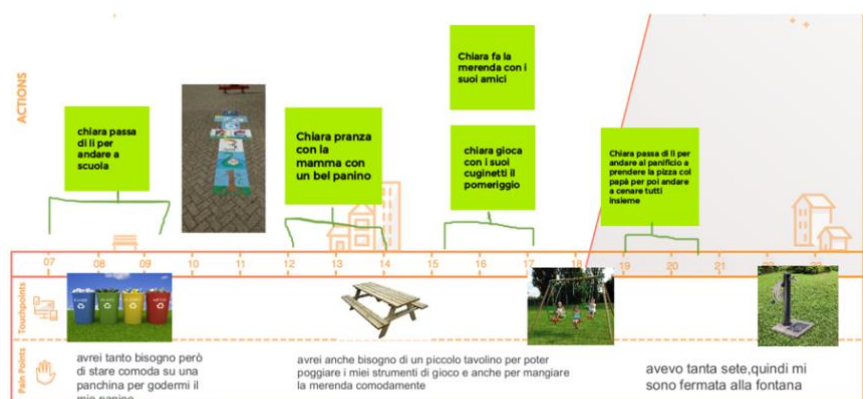 ACTIONS
chiara passa
di lì per
andare a
scuola
Chiara pranza
con la
mamma con
un bel panino
Chiara fa la
merenda con i
suoi amici
chiara gioca
con i suoi
cuginetti il
pomeriggio
Chiara passa di lì per
andare al panificio a
prendere la pizza col
papà per poi andare
a cenare tutti
insieme
07 08 09 10 11 12 13 14 15 16 17 18 19 20 21 22 23
Touchpoints
Pain Points
avrei tanto bisogno però
di stare comoda su una
panchina per godermi il
mio panino
avrei anche bisogno di un piccolo tavolino per poter
poggiare i miei strumenti di gioco e anche per mangiare
la merenda comodamente
avevo tanta sete,quindi mi
sono fermata alla fontana